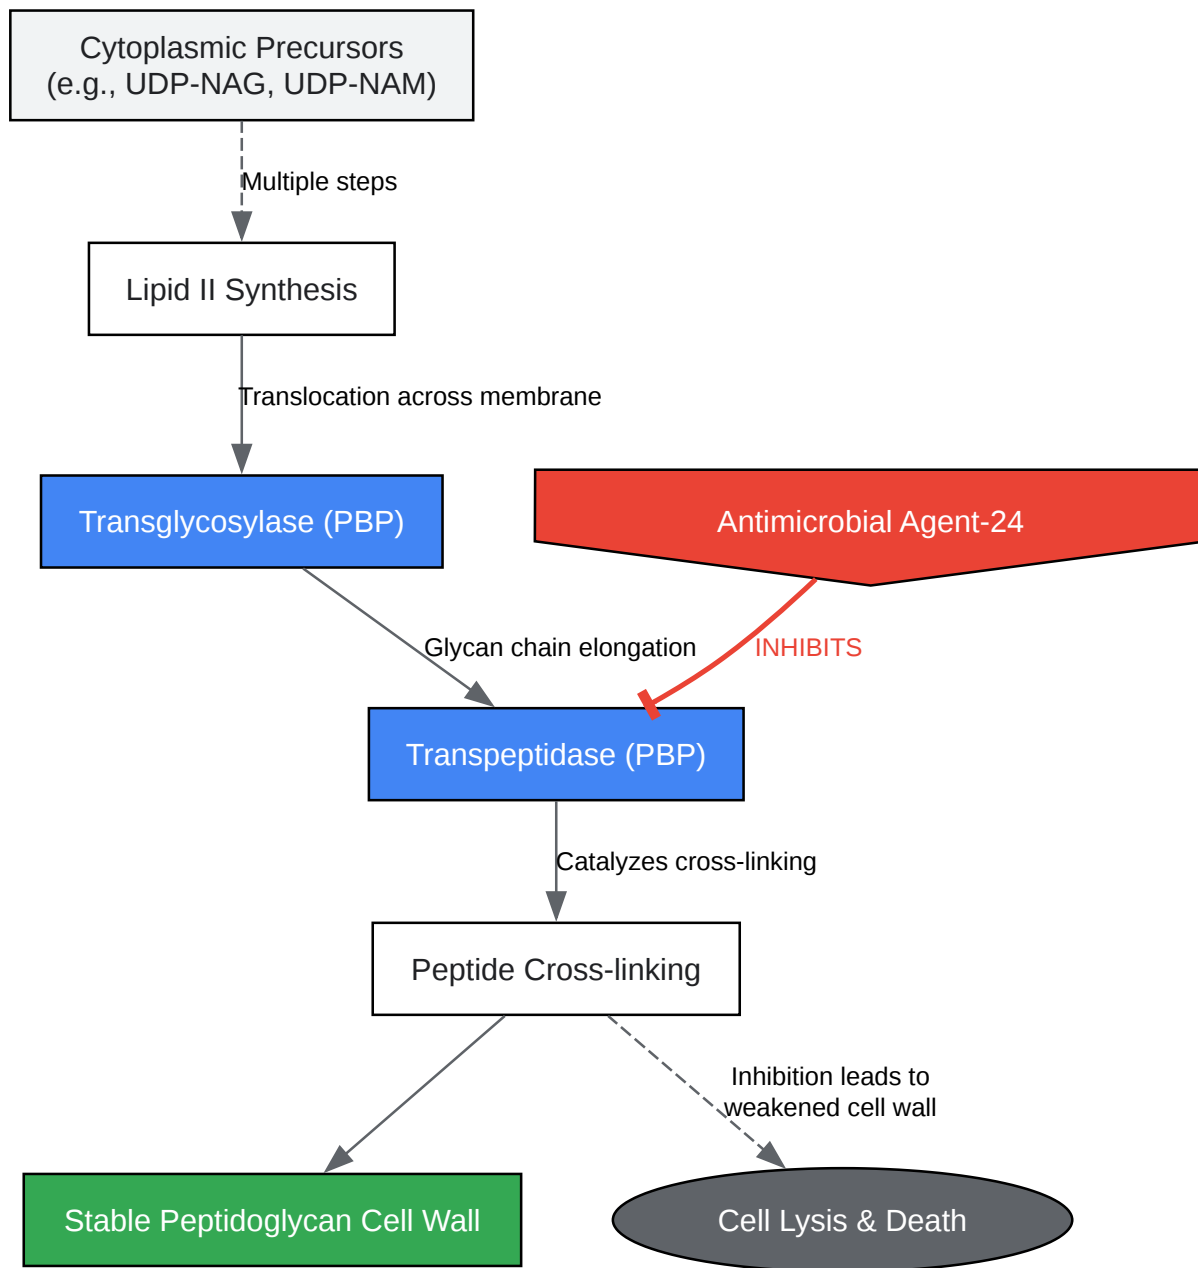 Cytoplasmic Precursors
(e.g., UDP-NAG, UDP-NAM)
Multiple steps
Lipid II Synthesis
Translocation across membrane
Transglycosylase (PBP)
Antimicrobial Agent-24
Glycan chain elongation
INHIBITS
Transpeptidase (PBP)
Catalyzes cross-linking
Peptide Cross-linking
Inhibition leads to
weakened cell wall
Stable Peptidoglycan Cell Wall
Cell Lysis & Death